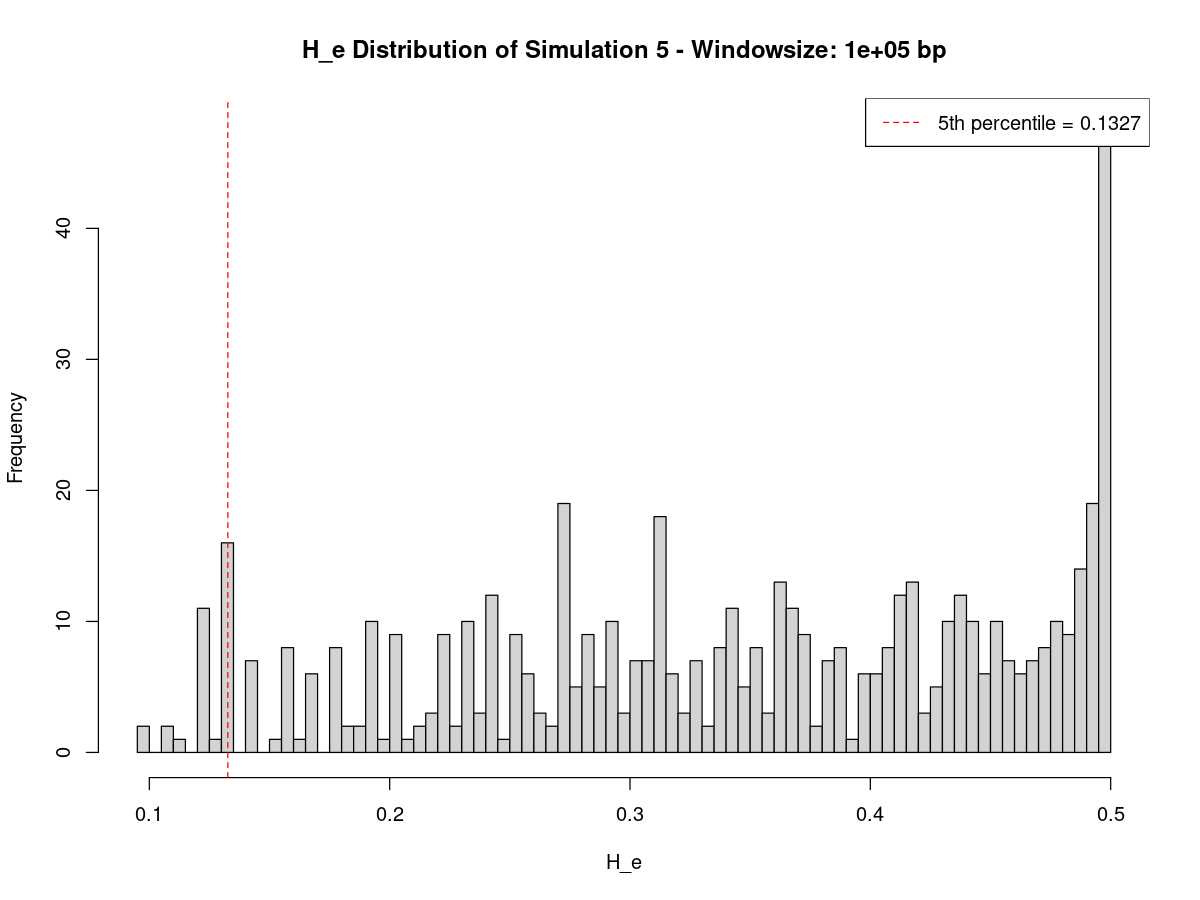 H_e Distribution of Simulation 5 - Windowsize: 1e+05 bp
5th percentile = 0.1327
Frequency
40
30
20
10
0
0.1 0.2 0.3 0.4 0.5
H_e